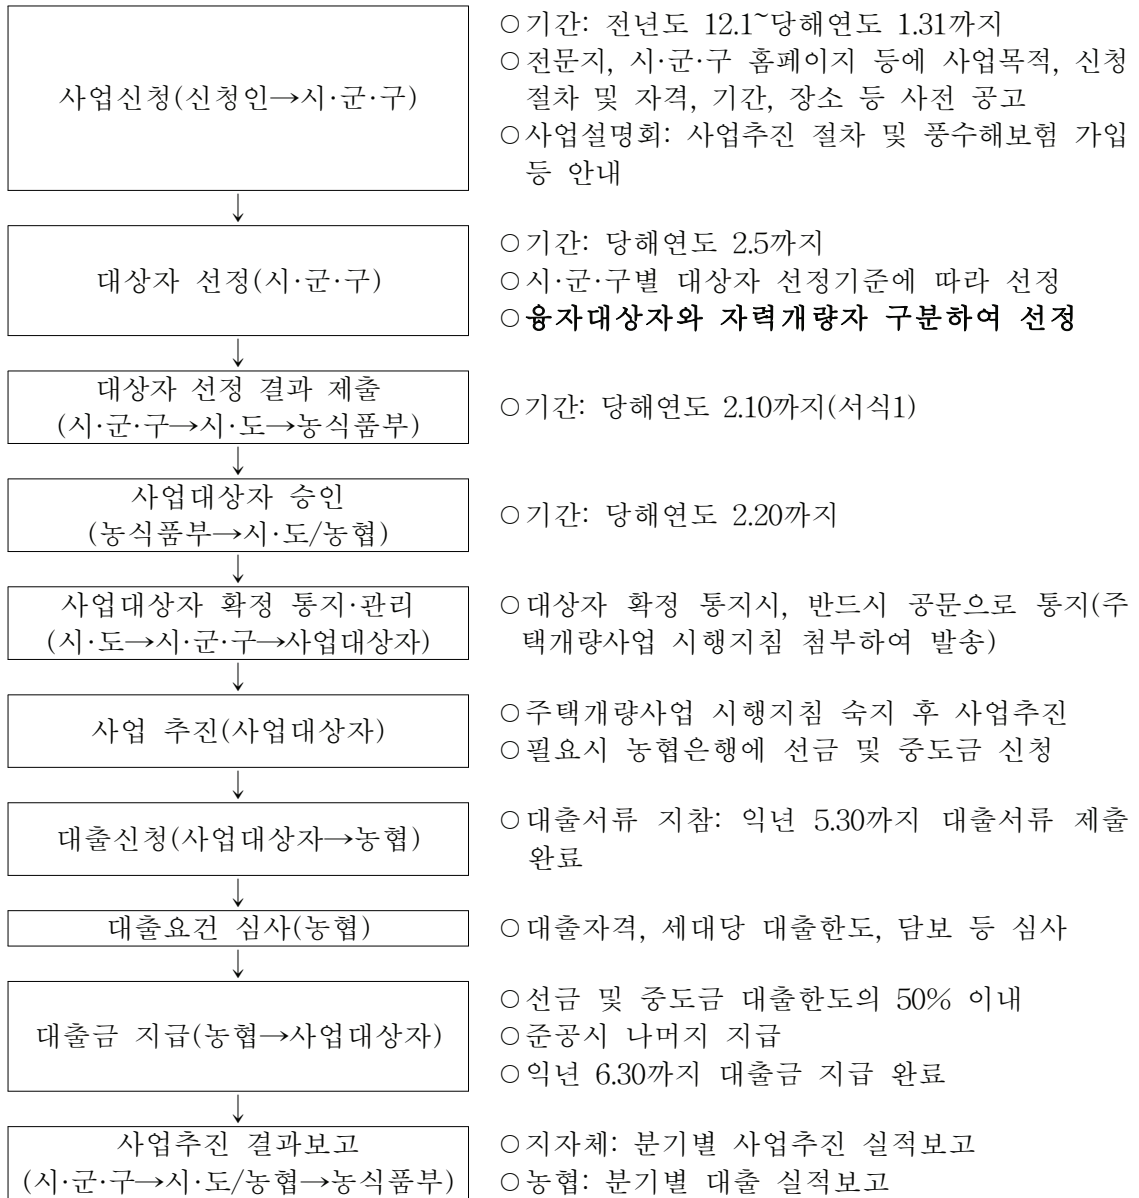 사업신청(신청인→시·군·구)
○기간: 전년도 12.1~당해연도 1.31까지
○전문지, 시·군·구 홈페이지 등에 사업목적, 신청
절차 및 자격, 기간, 장소 등 사전 공고
○사업설명회: 사업추진 절차 및 풍수해보험 가입
등 안내
↓
대상자 선정(시·군·구)
○기간: 당해연도 2.5까지
○시·군·구별 대상자 선정기준에 따라 선정
○융자대상자와 자력개량자 구분하여 선정
↓
대상자 선정 결과 제출
(시·군·구→시·도→농식품부)
○기간: 당해연도 2.10까지(서식1)
↓
사업대상자 승인
(농식품부→시·도/농협)
○기간: 당해연도 2.20까지
↓
사업대상자 확정 통지·관리
(시·도→시·군·구→사업대상자)
○대상자 확정 통지시, 반드시 공문으로 통지(주
택개량사업 시행지침 첨부하여 발송)
↓
사업 추진(사업대상자)
○주택개량사업 시행지침 숙지 후 사업추진
○필요시 농협은행에 선금 및 중도금 신청
↓
대출신청(사업대상자→농협)
○대출서류 지참: 익년 5.30까지 대출서류 제출
완료
↓
대출요건 심사(농협)
○대출자격, 세대당 대출한도, 담보 등 심사
↓
대출금 지급(농협→사업대상자)
○선금 및 중도금 대출한도의 50% 이내
○준공시 나머지 지급
○익년 6.30까지 대출금 지급 완료
↓
사업추진 결과보고
(시·군·구→시·도/농협→농식품부)
○지자체: 분기별 사업추진 실적보고
○농협: 분기별 대출 실적보고